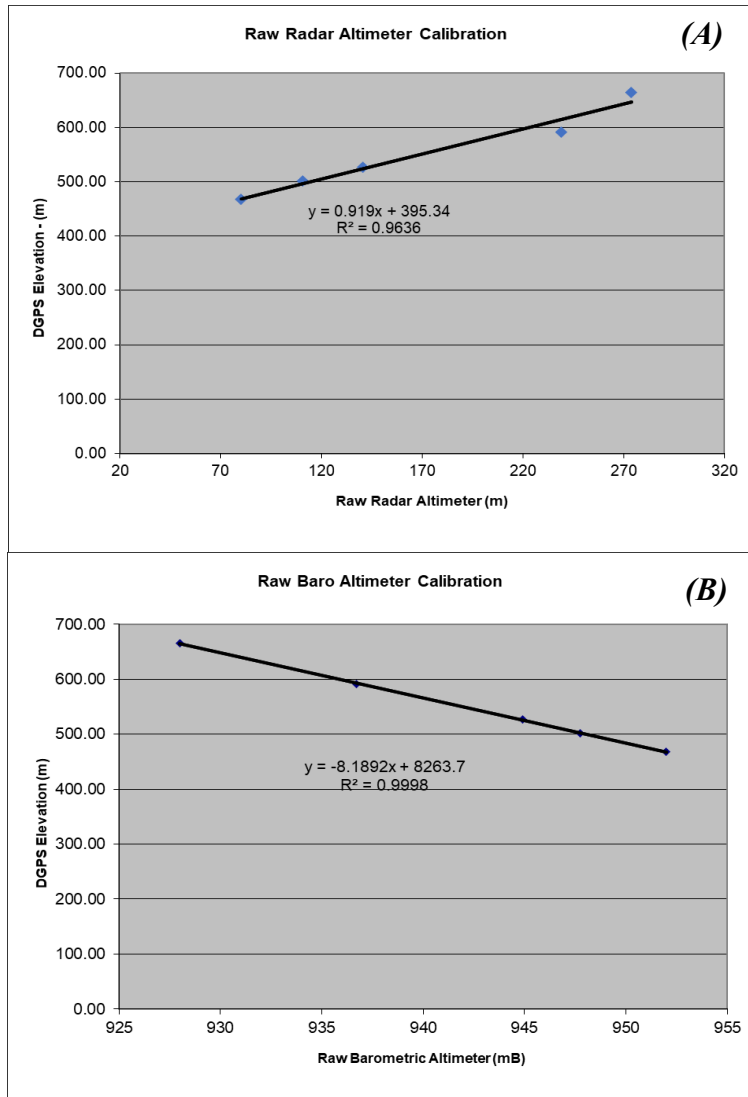 Raw Radar Altimeter Calibration
(A)
DGPS Elevation - (m)
700.00
600.00
500.00
400.00
300.00
200.00
100.00
0.00
y = 0.919x + 395.34
R² = 0.9636
20 70 120 170 220 270 320
Raw Radar Altimeter (m)
Raw Baro Altimeter Calibration
(B)
DGPS Elevation (m)
700.00
600.00
500.00
400.00
300.00
200.00
100.00
0.00
y = -8.1892x + 8263.7
R² = 0.9998
925 930 935 940 945 950 955
Raw Barometric Altimeter (mB)